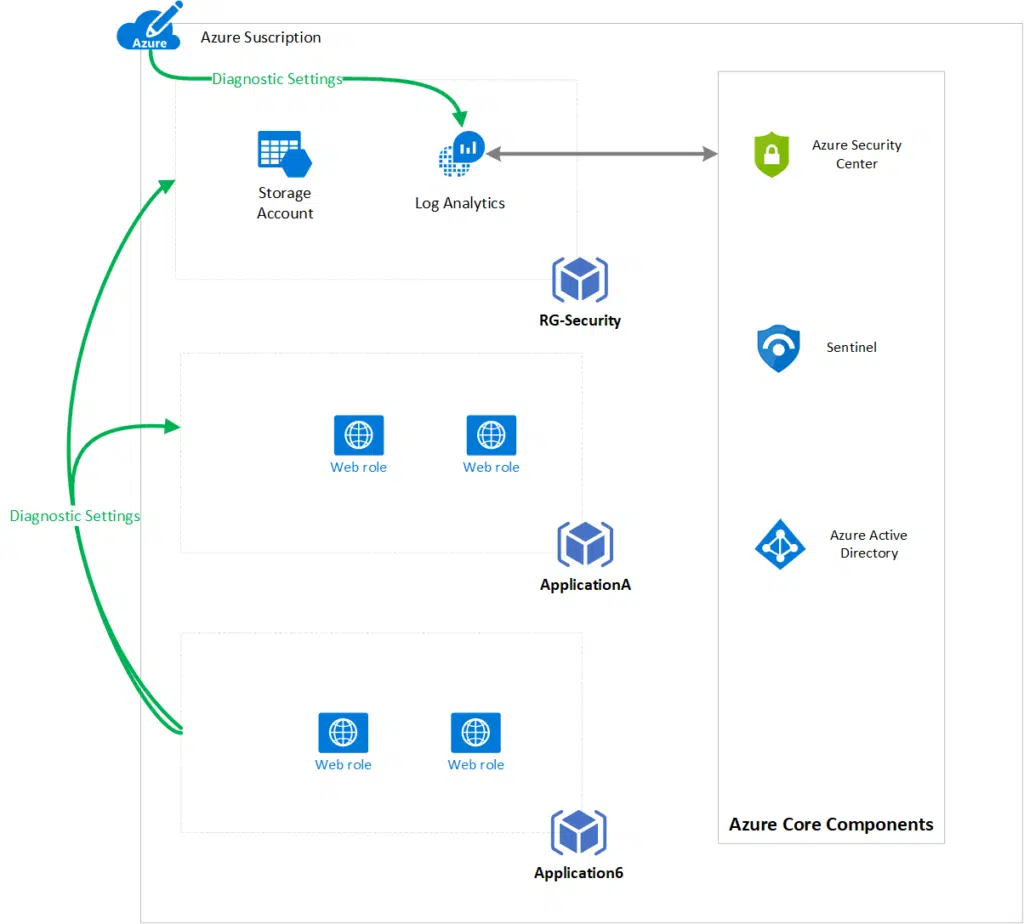 Azure
Azure Suscription
Diagnostic Settings
Storage
Account
Log Analytics
Azure Security
Center
RG-Security
Sentinel
Web role
Web role
Diagnostic Settings
Azure Active
Directory
ApplicationA
Web role
Web role
Azure Core Components
Application6